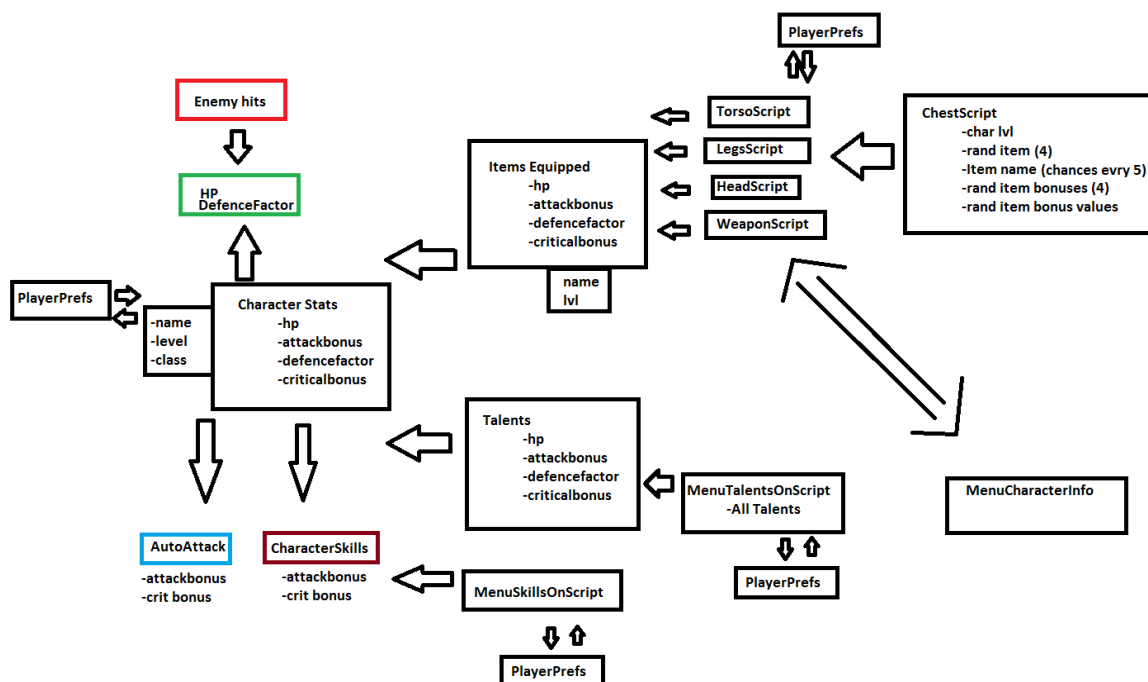 PlayerPrefs
Enemy hits
HP
DefenceFactor
PlayerPrefs
-name
-level
-class
Character Stats
-hp
-attackbonus
-defencefactor
-criticalbonus
AutoAttack
-attackbonus
-crit bonus
CharacterSkills
-attackbonus
-crit bonus
Items Equipped
-hp
-attackbonus
-defencefactor
-criticalbonus
name
lvl
TorsoScript
LegsScript
HeadScript
WeaponScript
ChestScript
-char lvl
-rand item (4)
-Item name (chances evry 5)
-rand item bonuses (4)
-rand item bonus values
Talents
-hp
-attackbonus
-defencefactor
-criticalbonus
MenuTalentsOnScript
-All Talents
PlayerPrefs
MenuCharacterInfo
MenuSkillsOnScript
PlayerPrefs